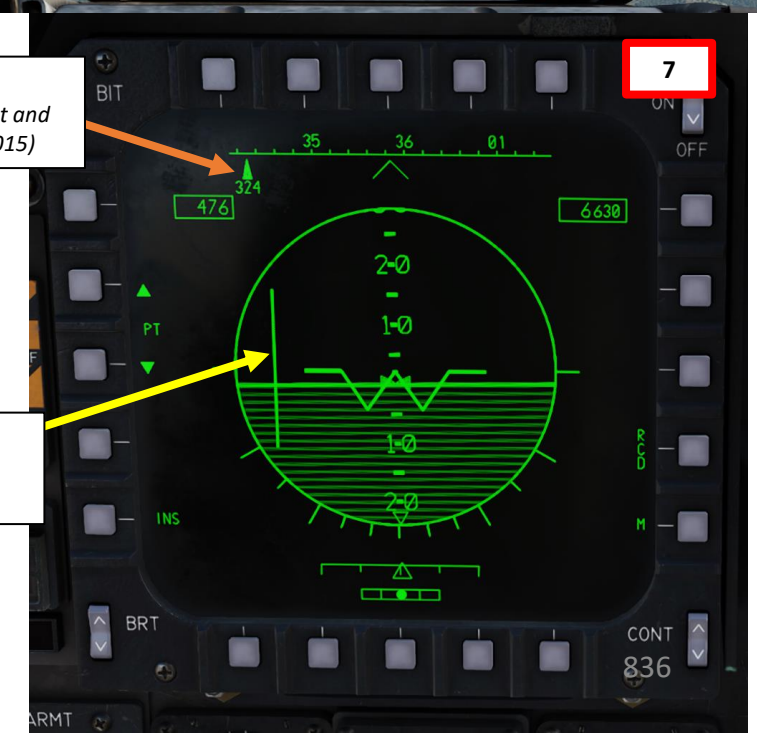 7
BIT
ON
OFF
t and
015)
35 36 01
324
476
6630
2-0
1-0
PT
1-0
2-0
RCD
INS
M
BRT
CONT
836
ARMT
F